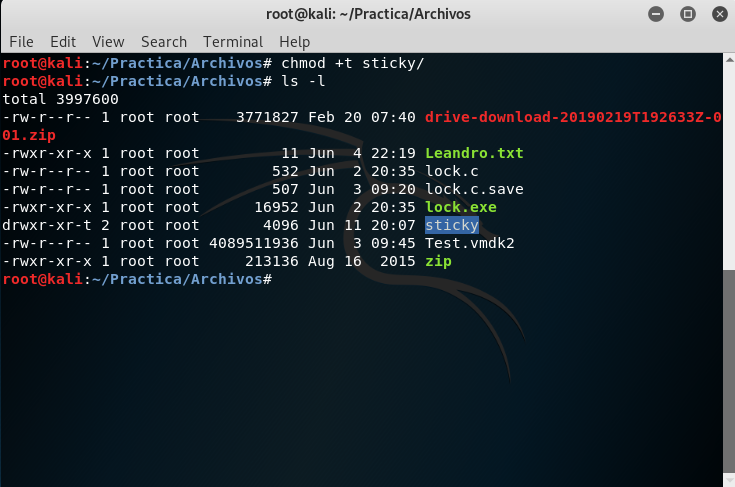 root@kali: ~/Practica/Archivos
File Edit View Search Terminal Help
root@kali:~/Practica/Archivos# chmod +t sticky/
root@kali:~/Practica/Archivos# ls -l
total 3997600
-rw-r--r-- 1 root root    3771827 Feb 20 07:40 drive-download-20190219T192633Z-0
01.zip
-rwxr-xr-x 1 root root         11 Jun  4 22:19 Leandro.txt
-rw-r--r-- 1 root root        532 Jun  2 20:35 lock.c
-rw-r--r-- 1 root root        507 Jun  3 09:20 lock.c.save
-rwxr-xr-x 1 root root      16952 Jun  2 20:35 lock.exe
drwxr-xr-t 2 root root       4096 Jun 11 20:07 sticky
-rw-r--r-- 1 root root 4089511936 Jun  3 09:45 Test.vmdk2
-rwxr-xr-x 1 root root     213136 Aug 16  2015 zip
root@kali:~/Practica/Archivos#